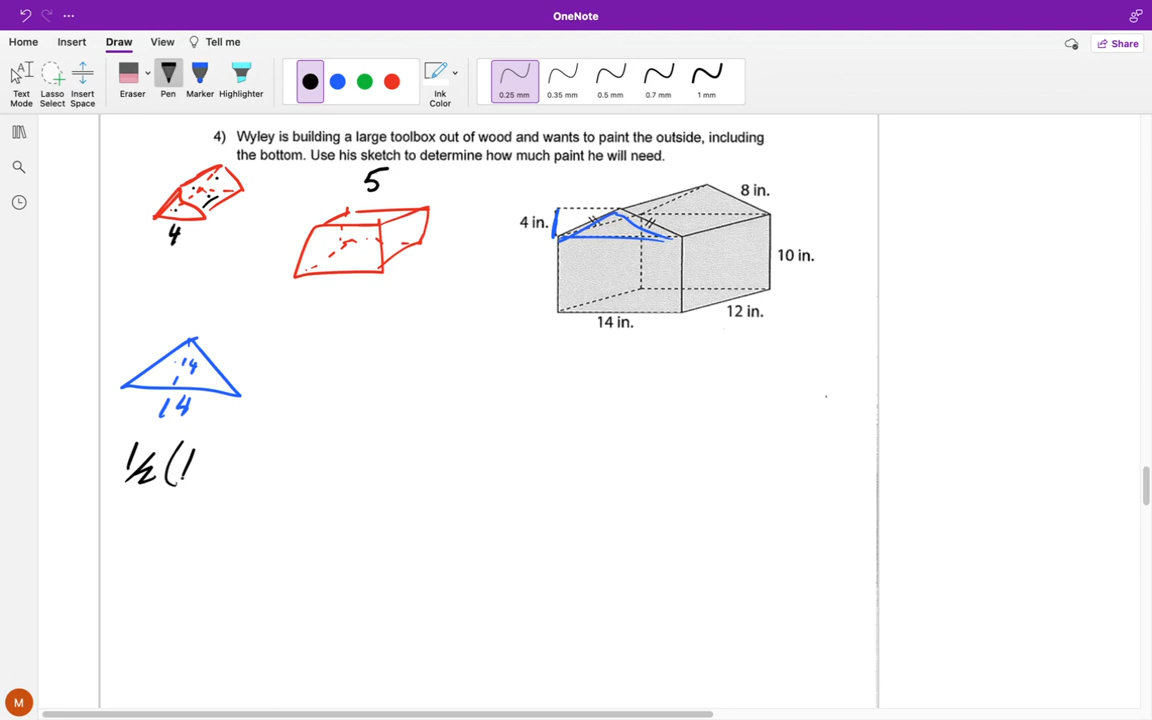 OneNote
Home Insert Draw View Tell me
Share
Text Mode
Lasso Select
Insert Space
Eraser
Pen
Marker
Highlighter
Ink Color
0.25 mm
0.35 mm
0.5 mm
0.7 mm
1 mm
4) Wyley is building a large toolbox out of wood and wants to paint the outside, including
the bottom. Use his sketch to determine how much paint he will need.
5
4
8 in.
4 in.
10 in.
12 in.
14 in.
14
½ (1
M